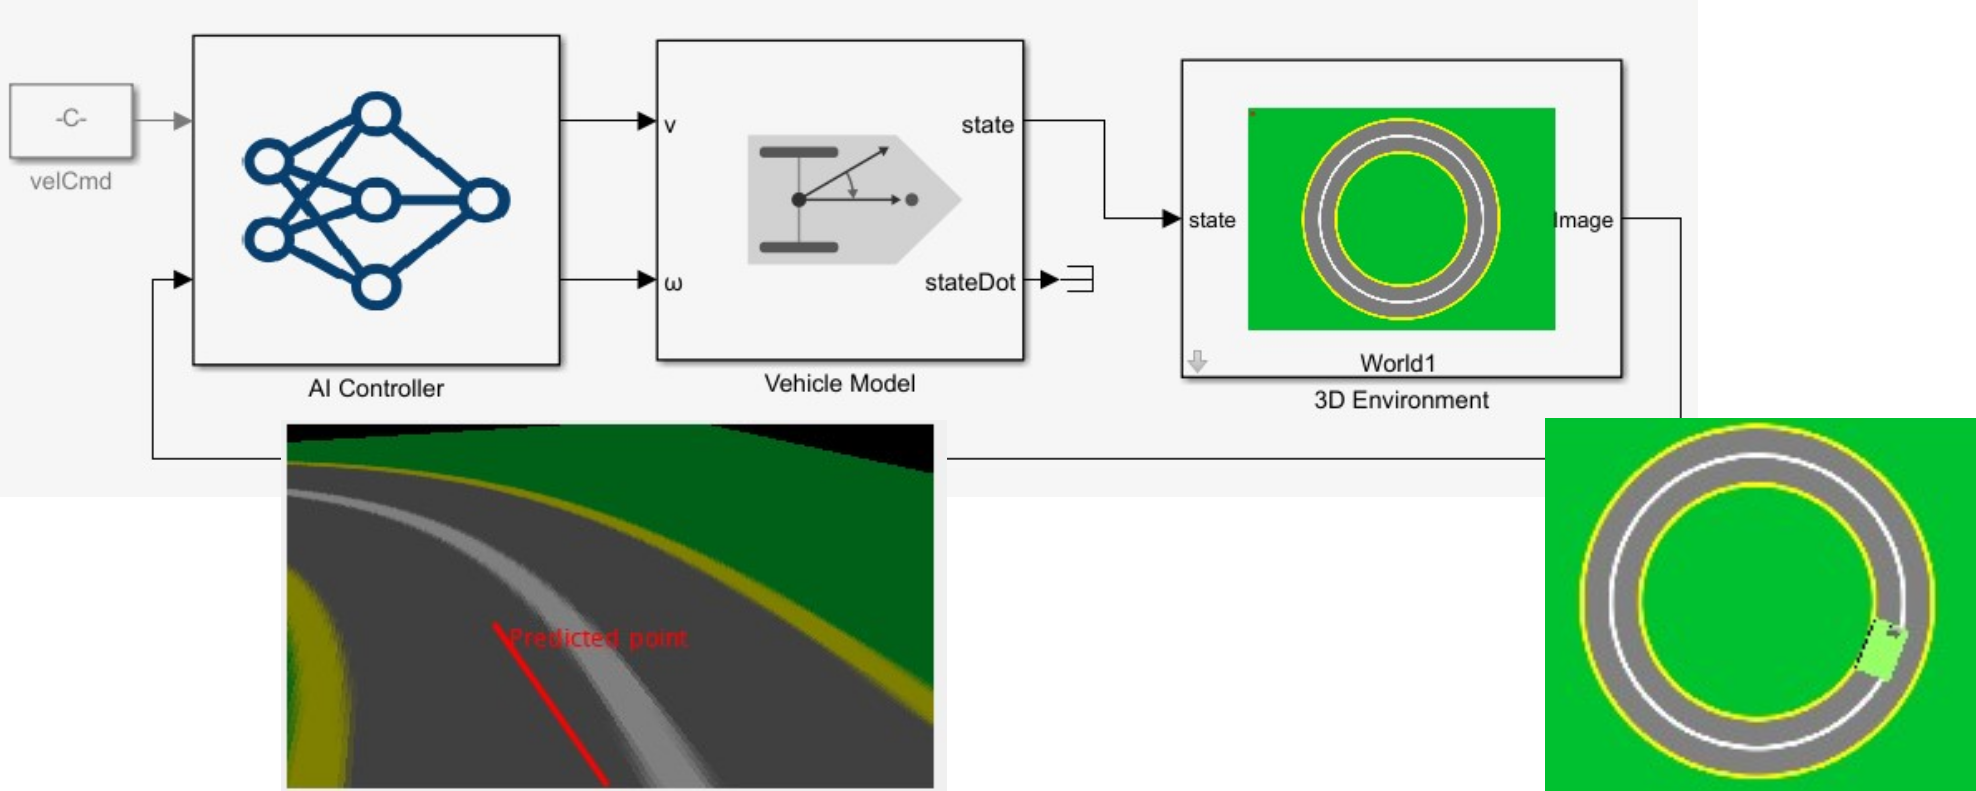 -C-
velCmd
AI Controller
v
ω
state
stateDot
Vehicle Model
state
Image
World1
3D Environment
Predicted point